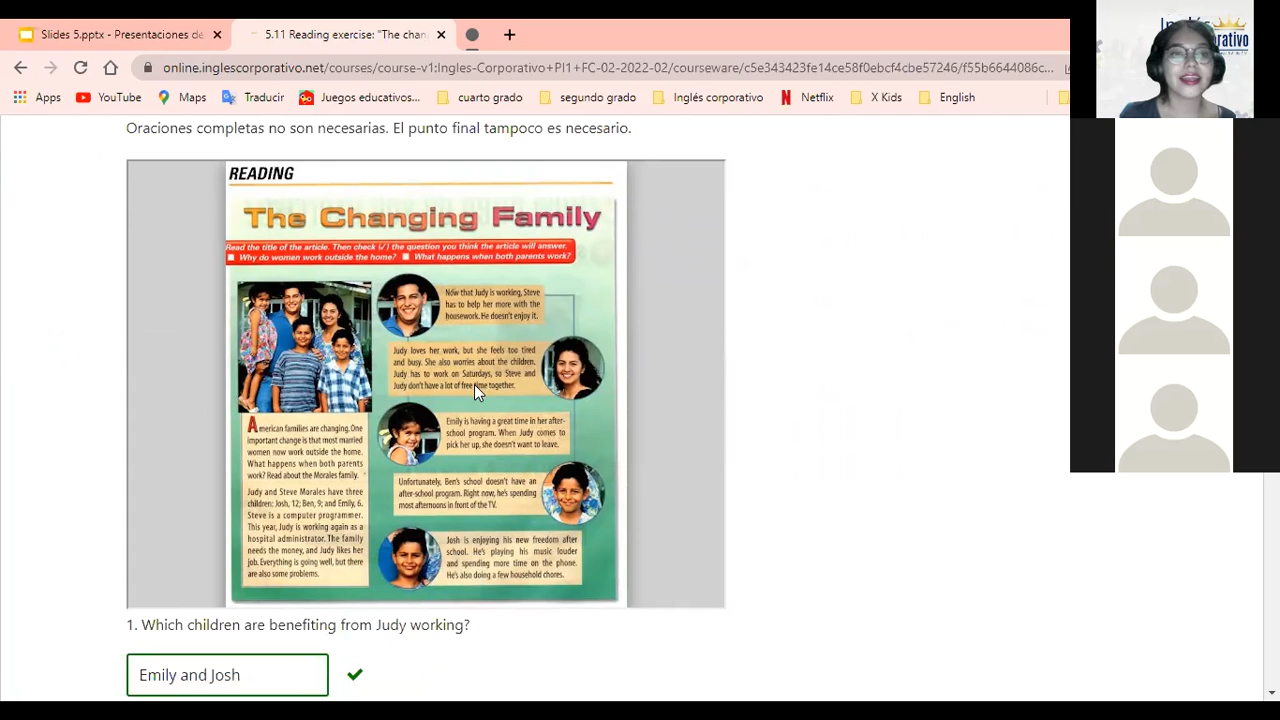 Slides 5.pptx - Presentaciones de
5.11 Reading exercise: "The chan
online.inglescorporativo.net/courses/course-v1:Ingles-Corporativo+PI1+FC-02-2022-02/courseware/c5e343423fe14ce58f0ebcf4cbe57246/f55b6644086c...
Apps
YouTube
Maps
Traducir
Juegos educativos...
cuarto grado
segundo grado
Inglés corporativo
Netflix
X Kids
English
Oraciones completas no son necesarias. El punto final tampoco es necesario.
READING
The Changing Family
Read the title of the article. Then check (✓) the question you think the article will answer.
Why do women work outside the home? What happens when both parents work?
Now that Judy is working, Steve
has to help her more with the
housework. He doesn't enjoy it.
Judy loves her work, but she feels too tired
and busy. She also worries about the children.
Judy has to work on Saturdays, so Steve and
Judy don't have a lot of free time together.
Emily is having a great time in her after-
school program. When Judy comes to
pick her up, she doesn't want to leave.
Unfortunately, Ben's school doesn't have an
after-school program. Right now, he's spending
most afternoons in front of the TV.
Josh is enjoying his new freedom after
school. He's playing his music louder
and spending more time on the phone.
He's also doing a few household chores.
American families are changing. One
important change is that most married
women now work outside the home.
What happens when both parents
work? Read about the Morales family.
Judy and Steve Morales have three
children: Josh, 12; Ben, 9; and Emily, 6.
Steve is a computer programmer.
This year, Judy is working again as a
hospital administrator. The family
needs the money, and Judy likes her
job. Everything is going well, but there
are also some problems.
1. Which children are benefiting from Judy working?
Emily and Josh